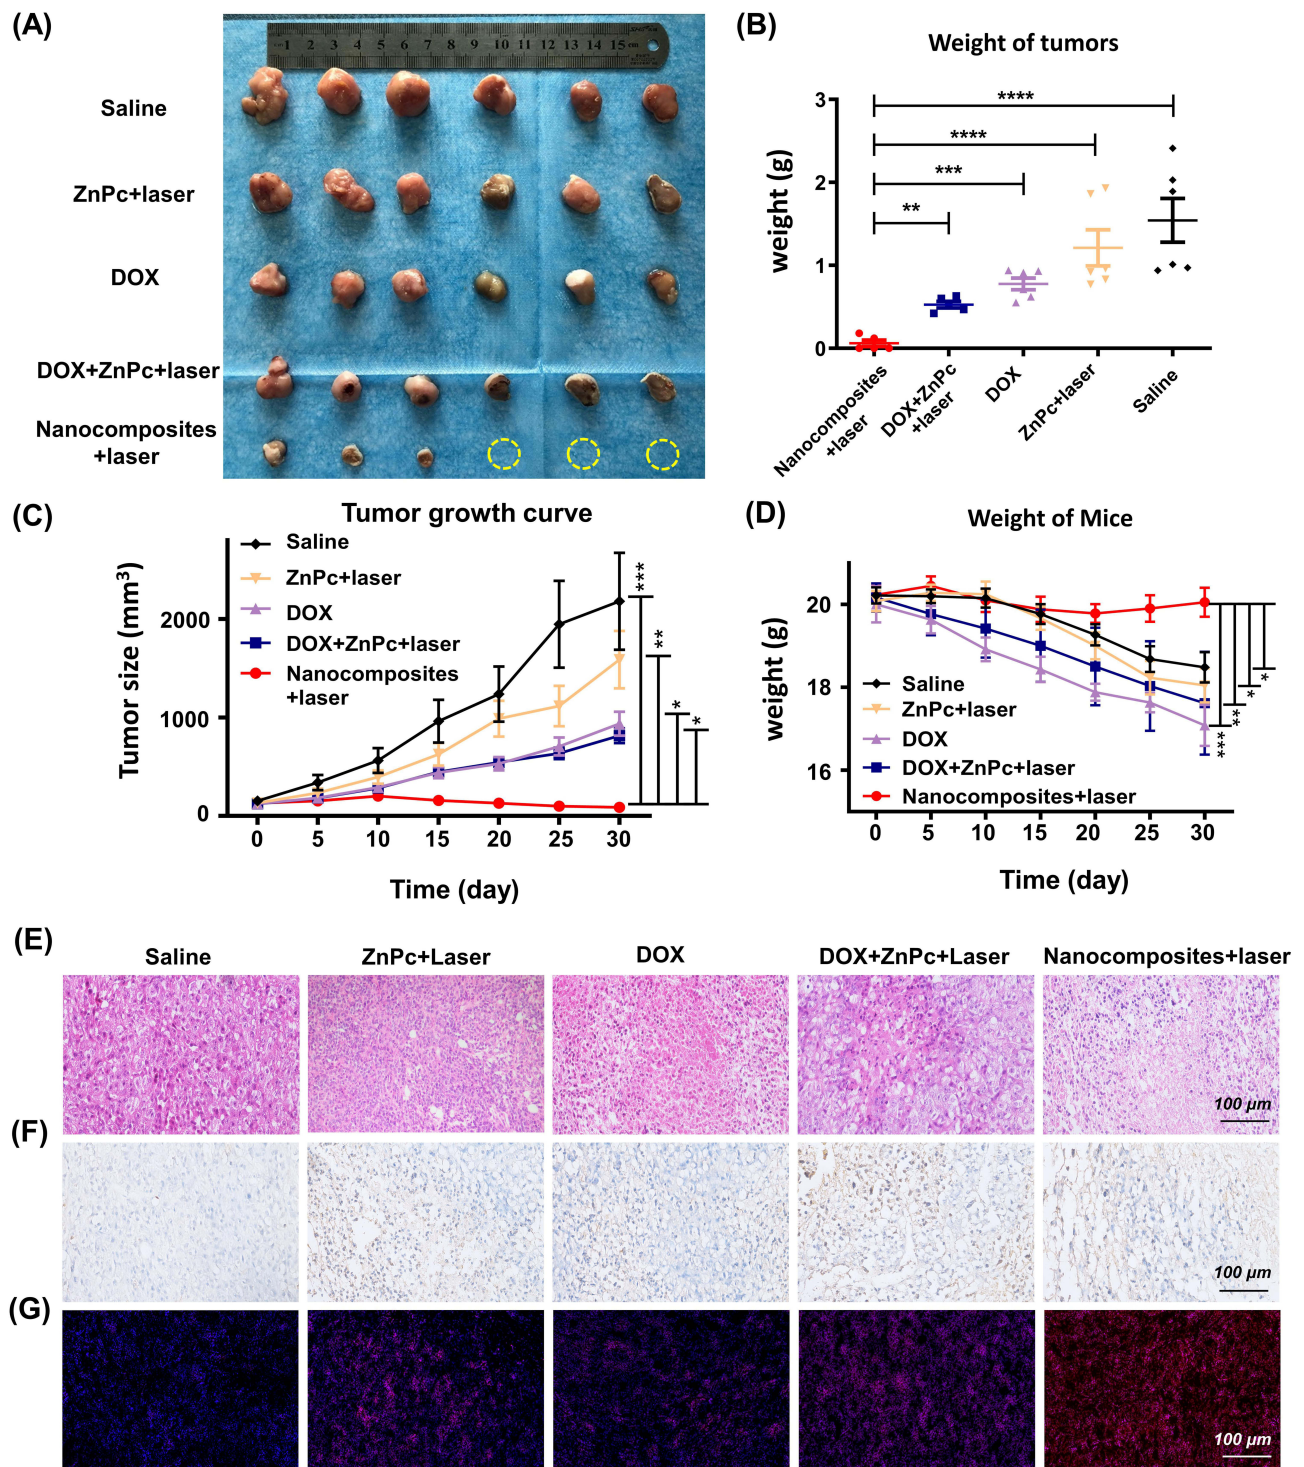 (A)
1 2 3 4 5 6 7 8 9 10 11 12 13 14 15 cm
Saline
ZnPc+laser
DOX
DOX+ZnPc+laser
Nanocomposites
+laser
(B)
Weight of tumors
weight (g)
3
2
1
0
****
****
***
**
Nanocomposites
+laser
DOX+ZnPc
+laser
DOX
ZnPc+laser
Saline
(C)
Tumor growth curve
Tumor size (mm³)
2000
1000
0
Saline
ZnPc+laser
DOX
DOX+ZnPc+laser
Nanocomposites
+laser
***
**
*
*
0 5 10 15 20 25 30
Time (day)
(D)
Weight of Mice
weight (g)
20
18
16
Saline
ZnPc+laser
DOX
DOX+ZnPc+laser
Nanocomposites+laser
***
**
*
*
0 5 10 15 20 25 30
Time (day)
(E)
Saline
ZnPc+Laser
DOX
DOX+ZnPc+Laser
Nanocomposites+laser
100 μm
(F)
100 μm
(G)
100 μm